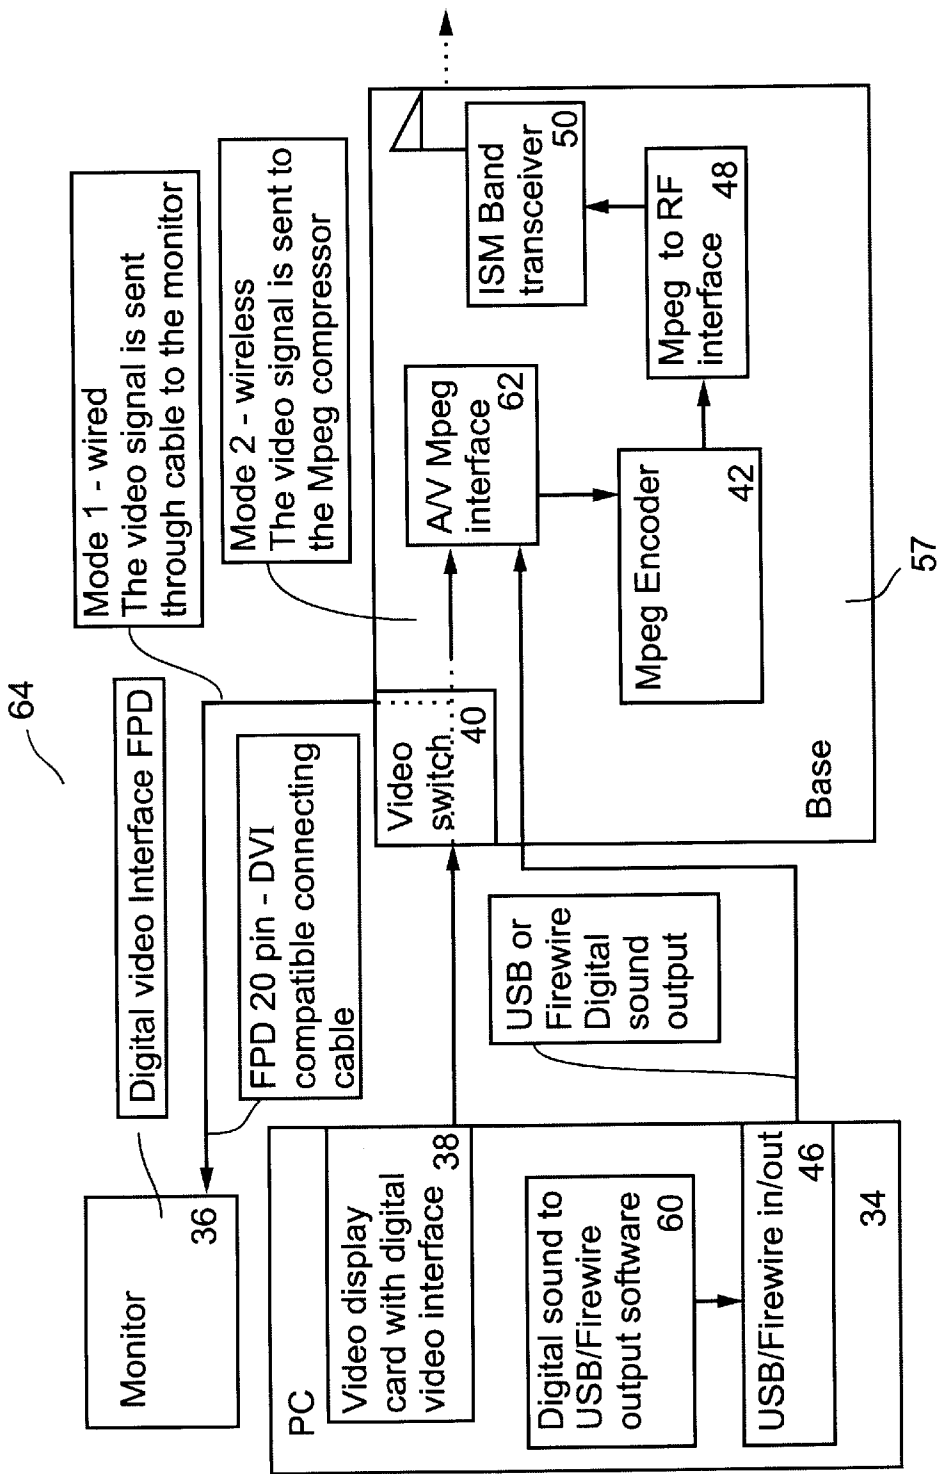 64
Monitor
36
Digital video Interface FPD
Mode 1 - wired
The video signal is sent
through cable to the monitor
FPD 20 pin - DVI
compatible connecting
cable
Mode 2 - wireless
The video signal is sent to
the Mpeg compressor
PC
Video display
card with digital
video interface
38
Digital sound to
USB/Firewire
output software
60
USB/Firewire in/out
46
34
USB or
Firewire
Digital
sound
output
Video
switch
40
A/V Mpeg
interface
62
ISM Band
transceiver
50
Mpeg Encoder
42
Mpeg to RF
interface
48
Base
57